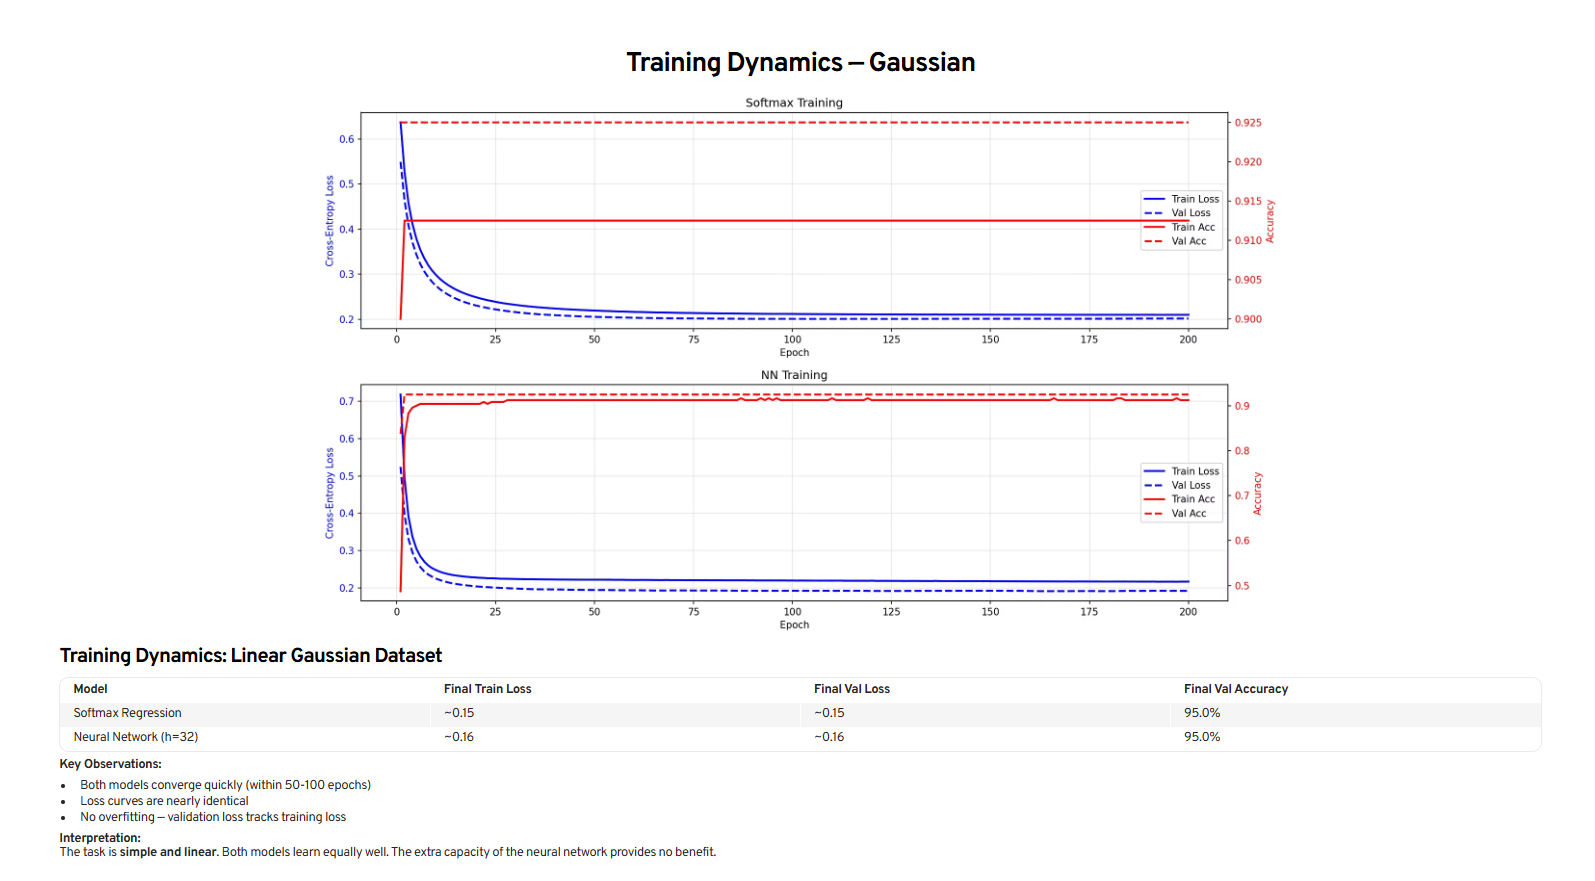 Training Dynamics — Gaussian
Softmax Training
0.6
0.5
0.4
0.3
0.2
Cross-Entropy Loss
0.925
0.920
0.915
0.910
0.905
0.900
Accuracy
Train Loss
Val Loss
Train Acc
Val Acc
0 25 50 75 100 125 150 175 200
Epoch
NN Training
0.7
0.6
0.5
0.4
0.3
0.2
Cross-Entropy Loss
0.9
0.8
0.7
0.6
0.5
Accuracy
Train Loss
Val Loss
Train Acc
Val Acc
0 25 50 75 100 125 150 175 200
Epoch
Training Dynamics: Linear Gaussian Dataset
Model Final Train Loss Final Val Loss Final Val Accuracy
Softmax Regression ~0.15 ~0.15 95.0%
Neural Network (h=32) ~0.16 ~0.16 95.0%
Key Observations:
• Both models converge quickly (within 50-100 epochs)
• Loss curves are nearly identical
• No overfitting — validation loss tracks training loss
Interpretation:
The task is simple and linear. Both models learn equally well. The extra capacity of the neural network provides no benefit.